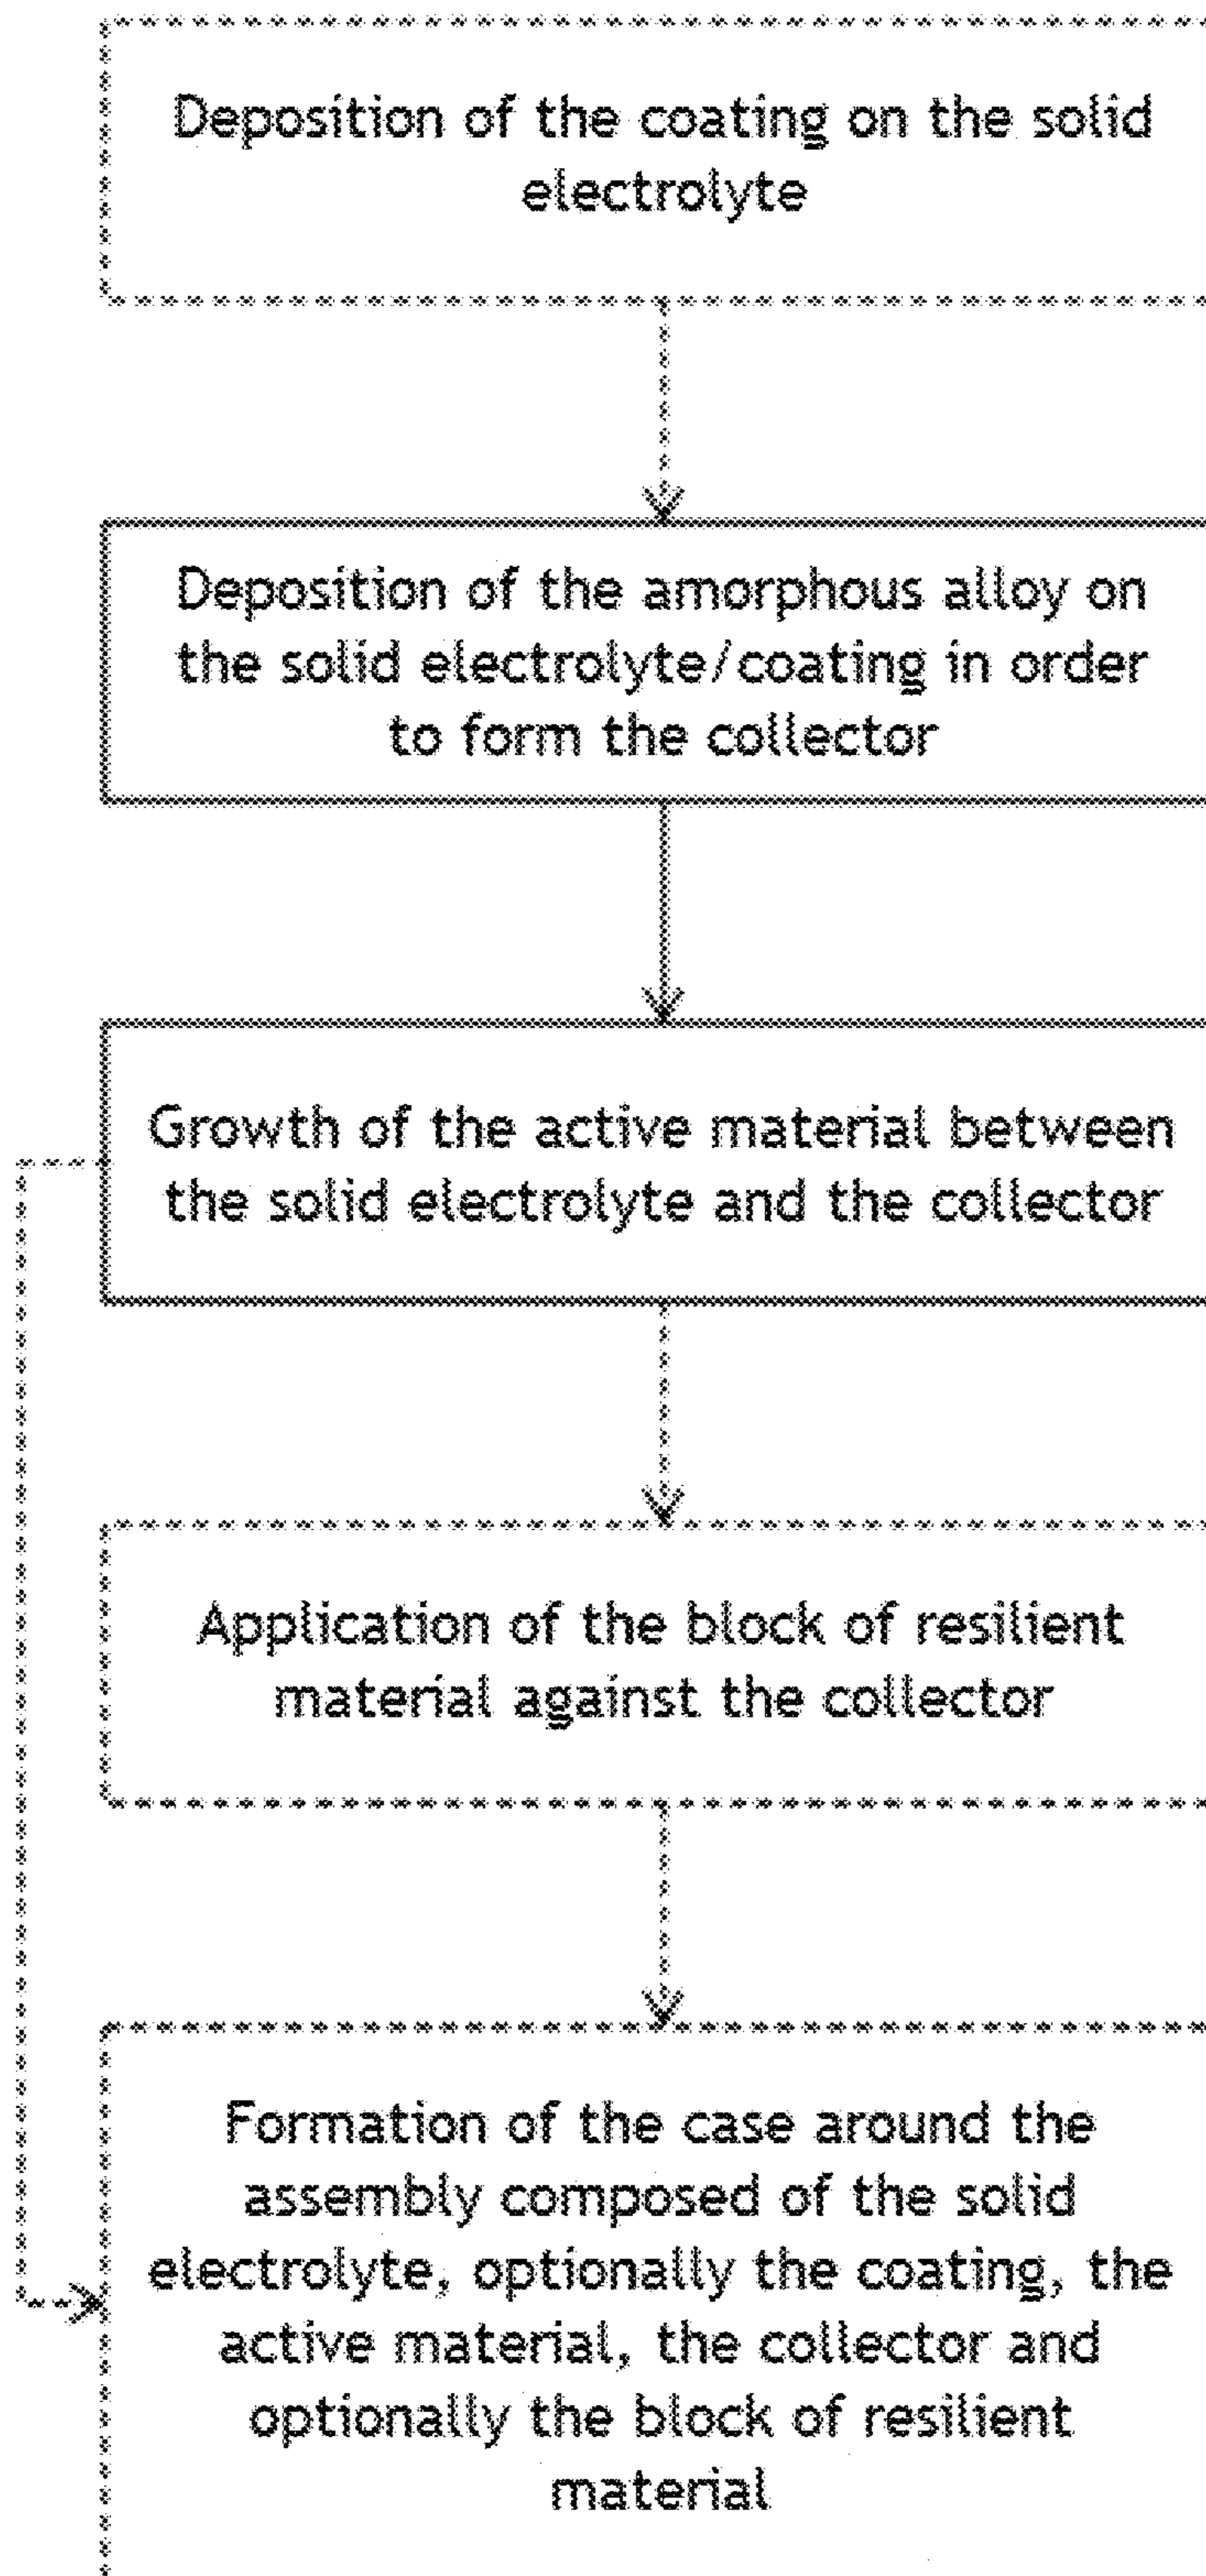 Deposition of the coating on the solid
electrolyte
Deposition of the amorphous alloy on
the solid electrolyte/coating in order
to form the collector
Growth of the active material between
the solid electrolyte and the collector
Application of the block of resilient
material against the collector
Formation of the case around the
assembly composed of the solid
electrolyte, optionally the coating, the
active material, the collector and
optionally the block of resilient
material